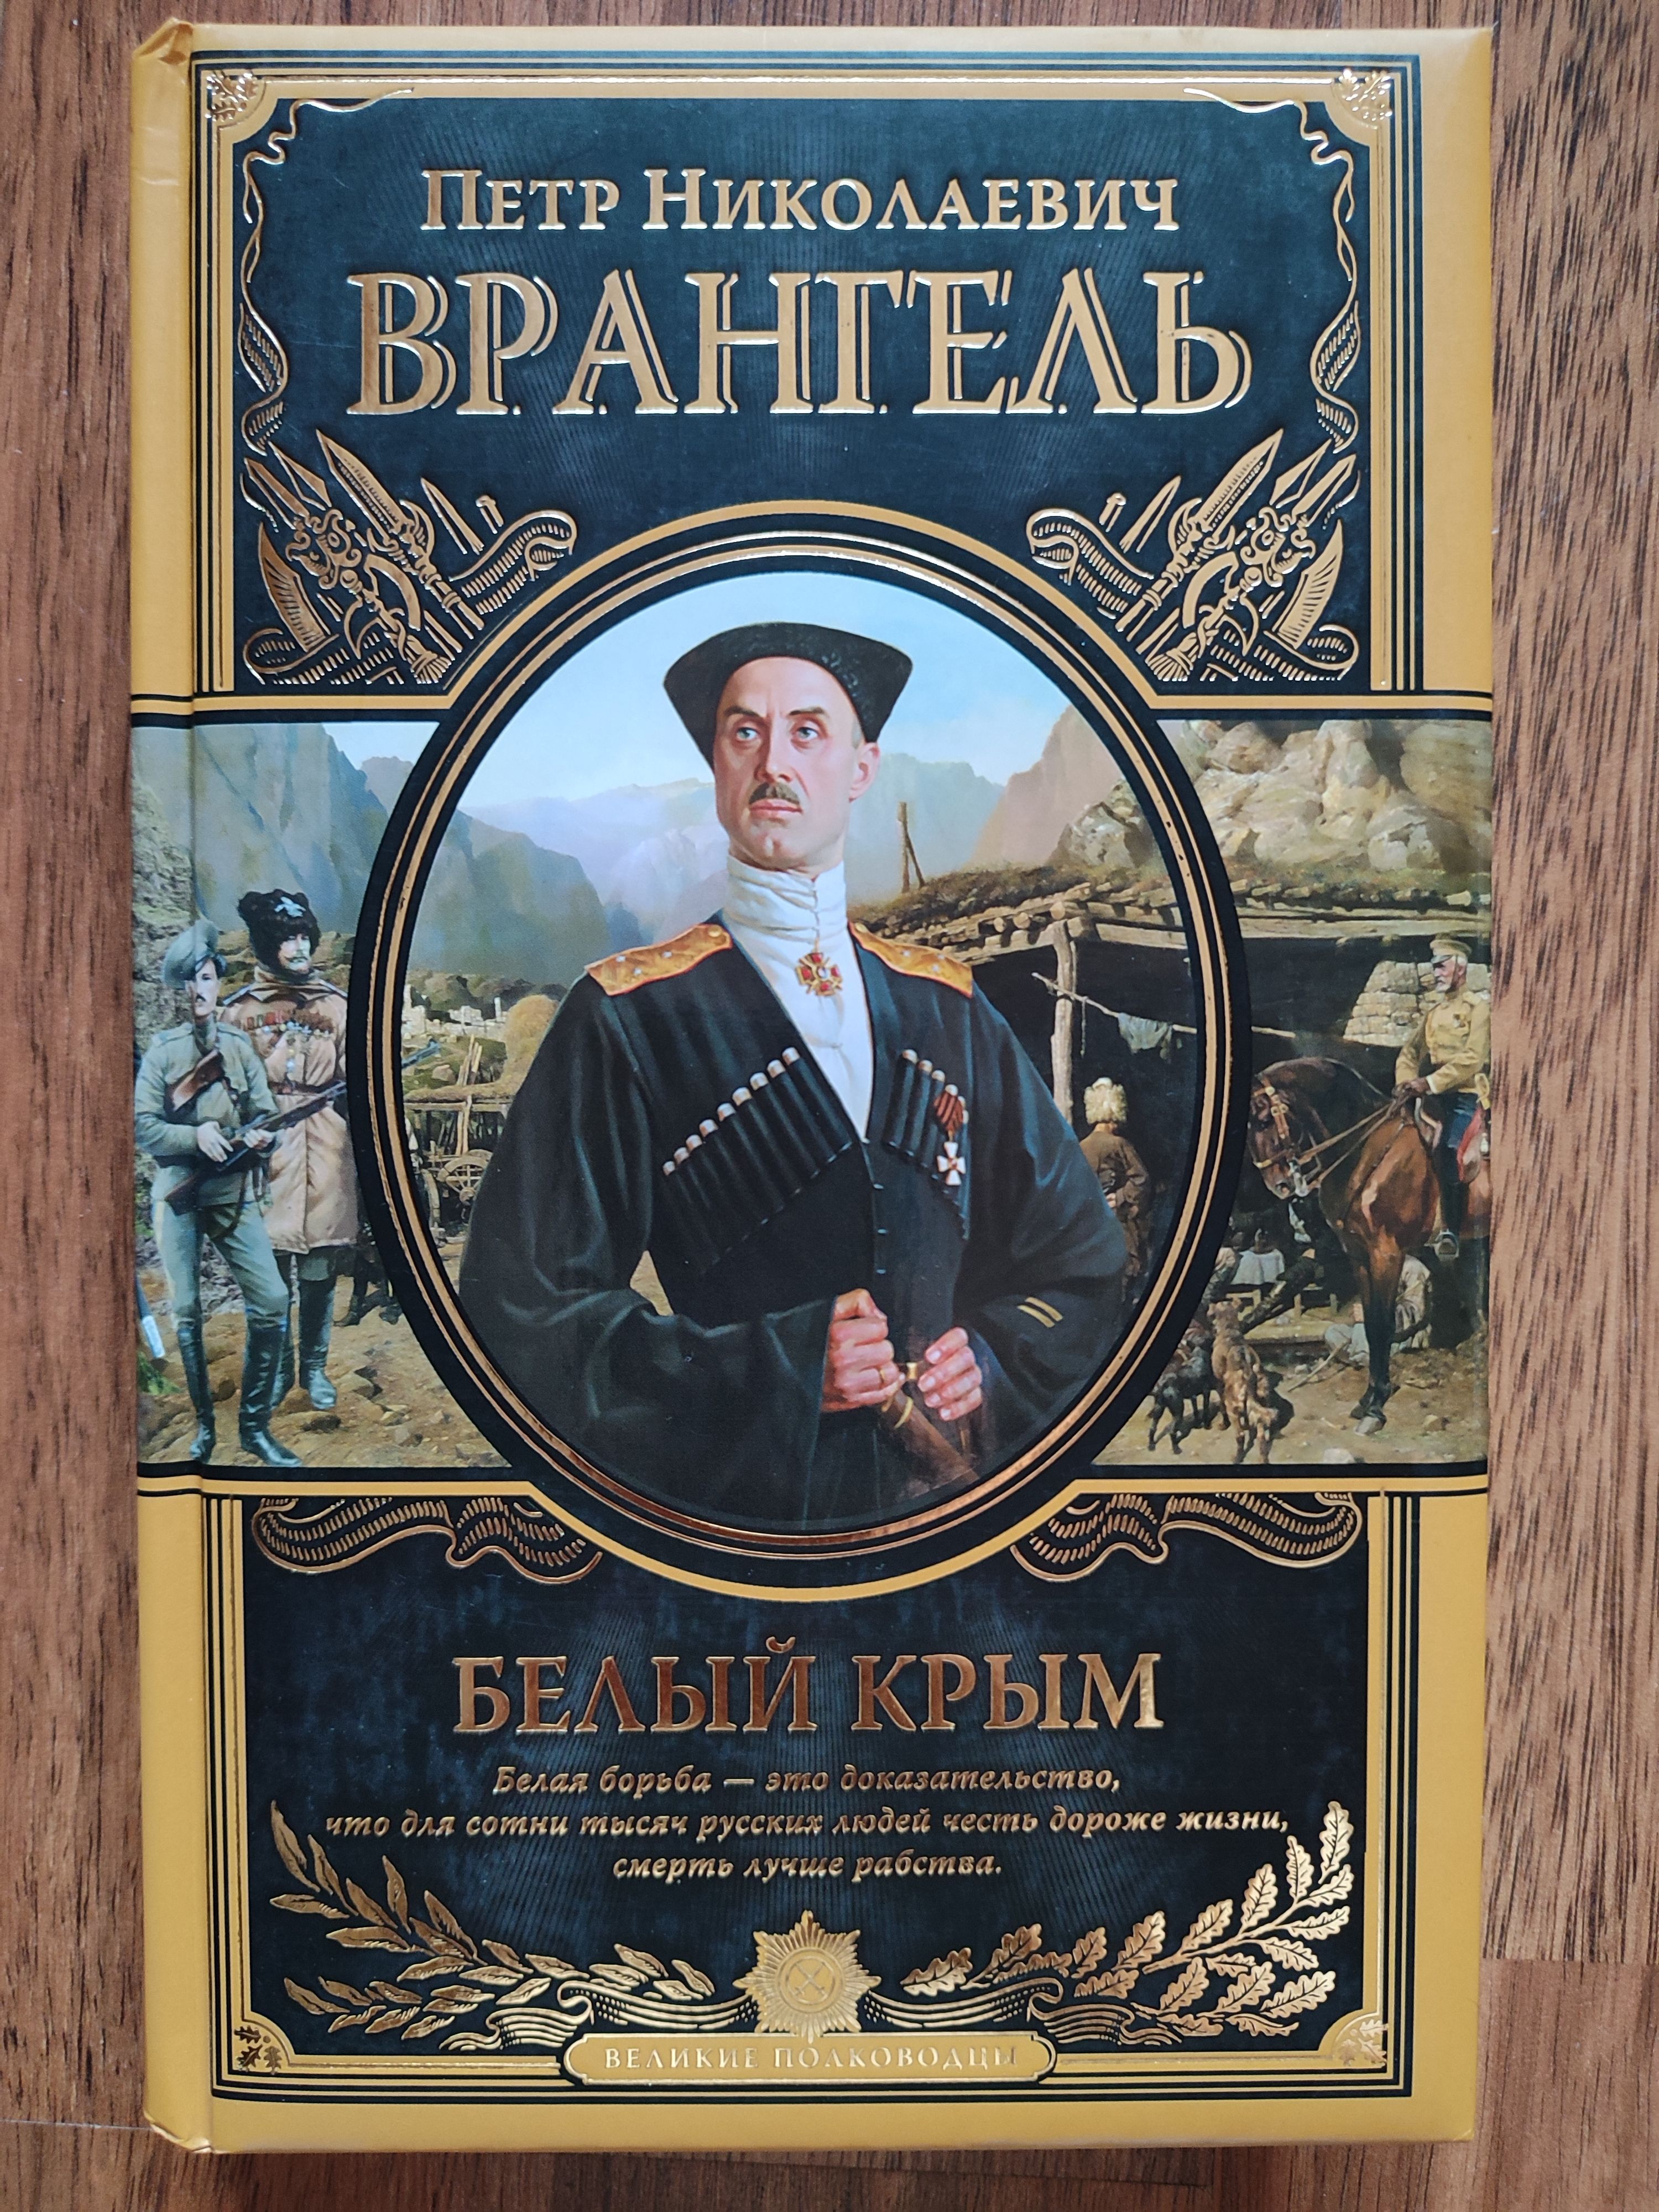 Петр Николаевич
ВРАНГЕЛЬ
БЕЛЫЙ КРЫМ
Белая борьба — это доказательство,
что для сотни тысяч русских людей честь дороже жизни,
смерть лучше рабства.
ВЕЛИКИЕ ПОЛКОВОДЦЫ